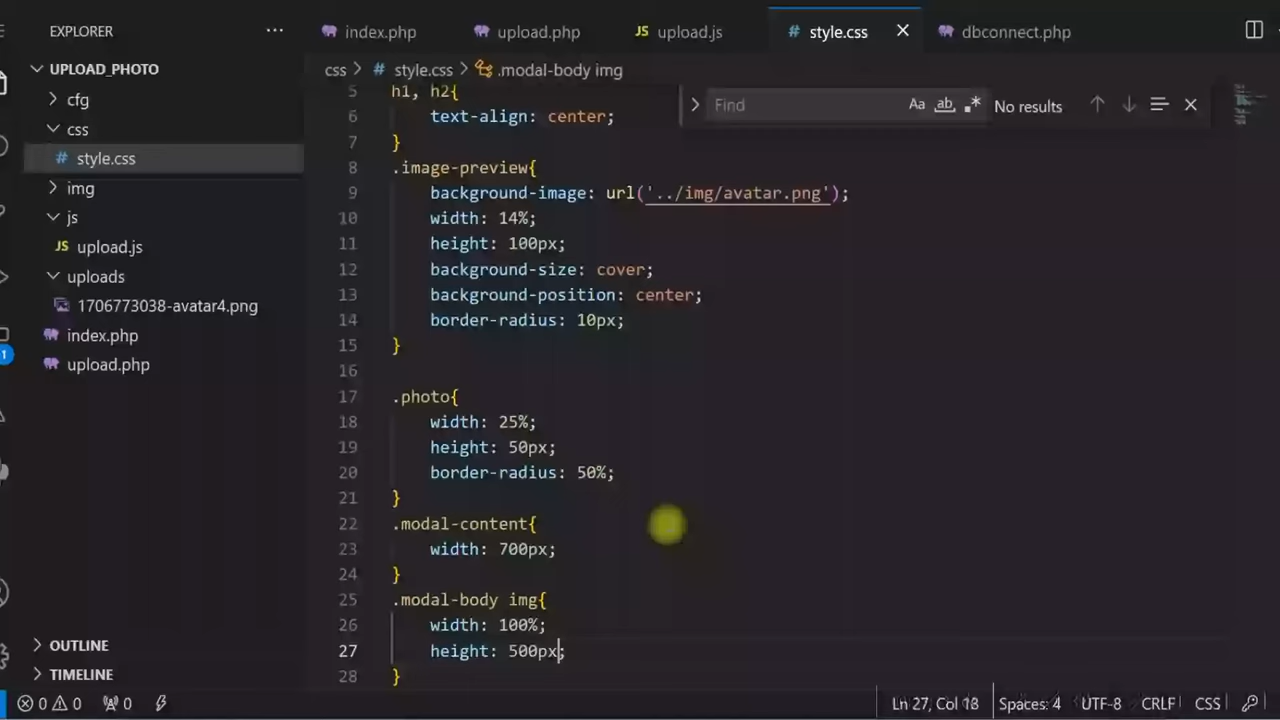 EXPLORER
UPLOAD_PHOTO
cfg
css
# style.css
img
js
JS upload.js
uploads
1706773038-avatar4.png
index.php
upload.php
OUTLINE
TIMELINE
index.php
upload.php
JS upload.js
# style.css
dbconnect.php
css > # style.css > .modal-body img
Find
Aa ab .*
No results
5 h1, h2{
6 text-align: center;
7 }
8 .image-preview{
9 background-image: url('../img/avatar.png');
10 width: 14%;
11 height: 100px;
12 background-size: cover;
13 background-position: center;
14 border-radius: 10px;
15 }
16
17 .photo{
18 width: 25%;
19 height: 50px;
20 border-radius: 50%;
21 }
22 .modal-content{
23 width: 700px;
24 }
25 .modal-body img{
26 width: 100%;
27 height: 500px;
28 }
1
0 0 0
Ln 27, Col 18 Spaces: 4 UTF-8 CRLF CSS